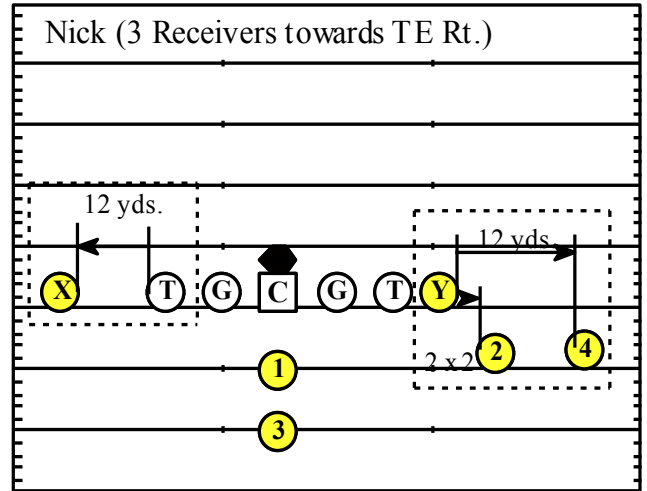 Nick (3 Receivers towards TE Rt.)
12 yds.
12 yds.
X T G C G T Y
2 x 2 2 4
1
3